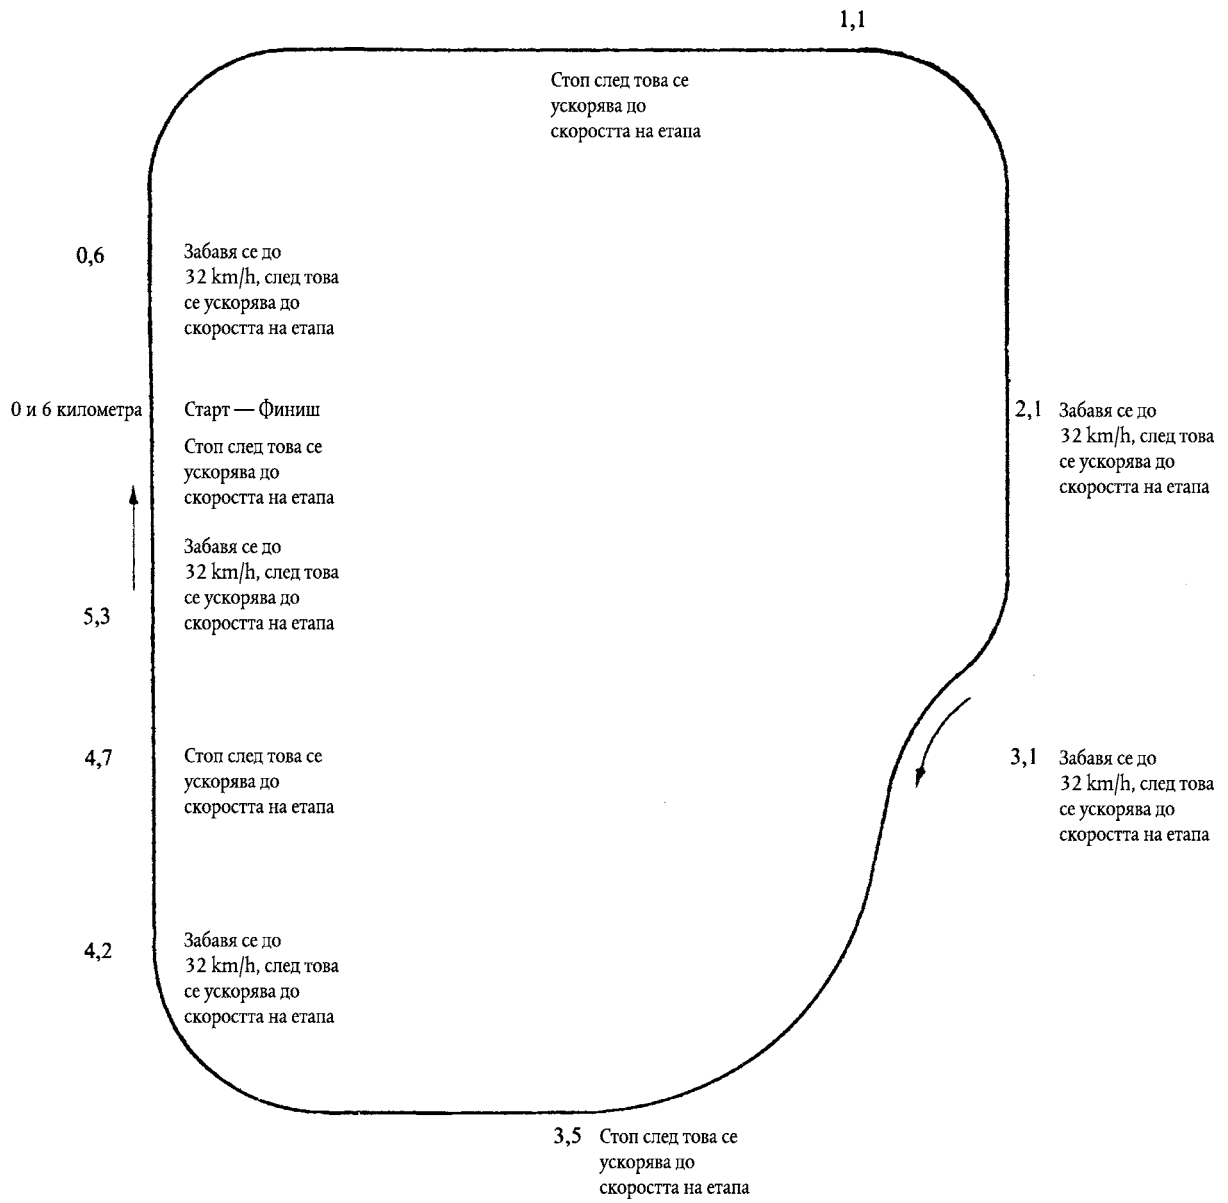 1,1
Стоп след това се
ускорява до
скоростта на етапа
0,6
Забавя се до
32 km/h, след това
се ускорява до
скоростта на етапа
0 и 6 километра
Старт — Финиш
Стоп след това се
ускорява до
скоростта на етапа
2,1
Забавя се до
32 km/h, след това
се ускорява до
скоростта на етапа
Забавя се до
32 km/h, след това
се ускорява до
скоростта на етапа
5,3
4,7
Стоп след това се
ускорява до
скоростта на етапа
3,1
Забавя се до
32 km/h, след това
се ускорява до
скоростта на етапа
4,2
Забавя се до
32 km/h, след това
се ускорява до
скоростта на етапа
3,5
Стоп след това се
ускорява до
скоростта на етапа